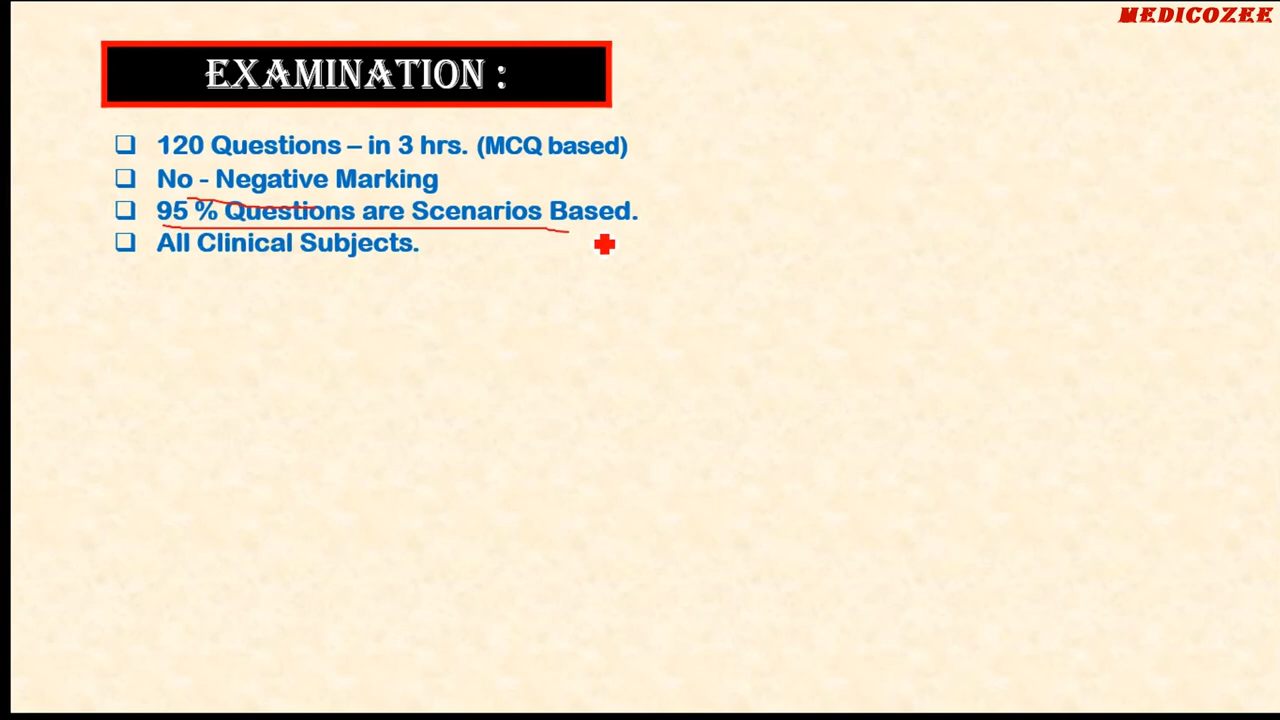 MEDICOZEE
EXAMINATION :
120 Questions – in 3 hrs. (MCQ based)
No - Negative Marking
95 % Questions are Scenarios Based.
All Clinical Subjects.